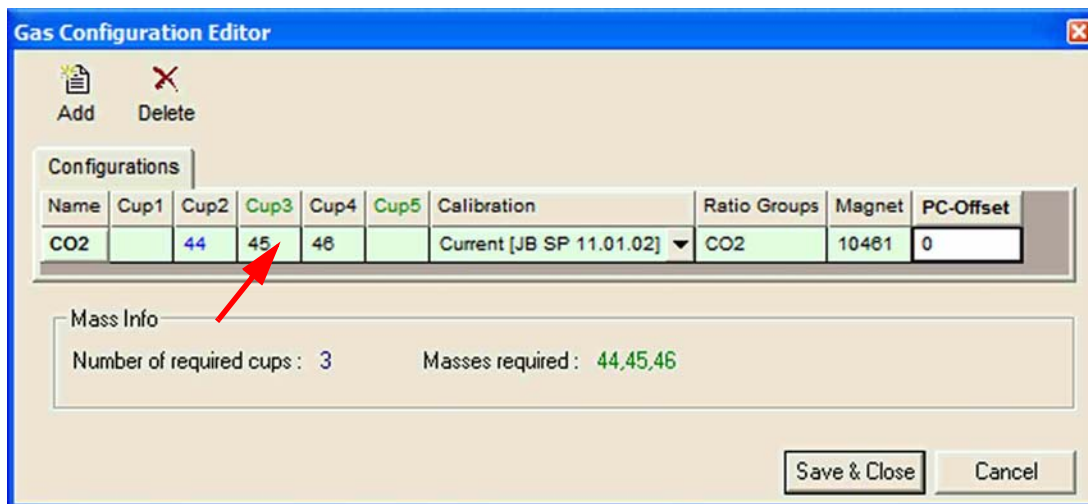 Gas Configuration Editor
Add Delete
Configurations
Name Cup1 Cup2 Cup3 Cup4 Cup5 Calibration Ratio Groups Magnet PC-Offset
CO2 44 45 46 Current [JB SP 11.01.02] CO2 10461 0
Mass Info
Number of required cups : 3 Masses required : 44,45,46
Save & Close Cancel